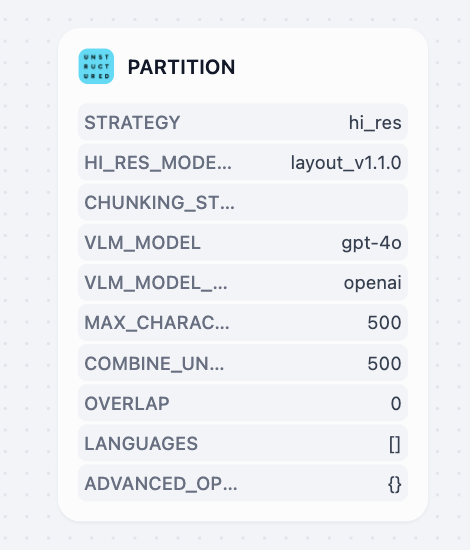 UNST
RUCT
URED
PARTITION
STRATEGY hi_res
HI_RES_MODE... layout_v1.1.0
CHUNKING_ST...
VLM_MODEL gpt-4o
VLM_MODEL_... openai
MAX_CHARAC... 500
COMBINE_UN... 500
OVERLAP 0
LANGUAGES []
ADVANCED_OP... {}